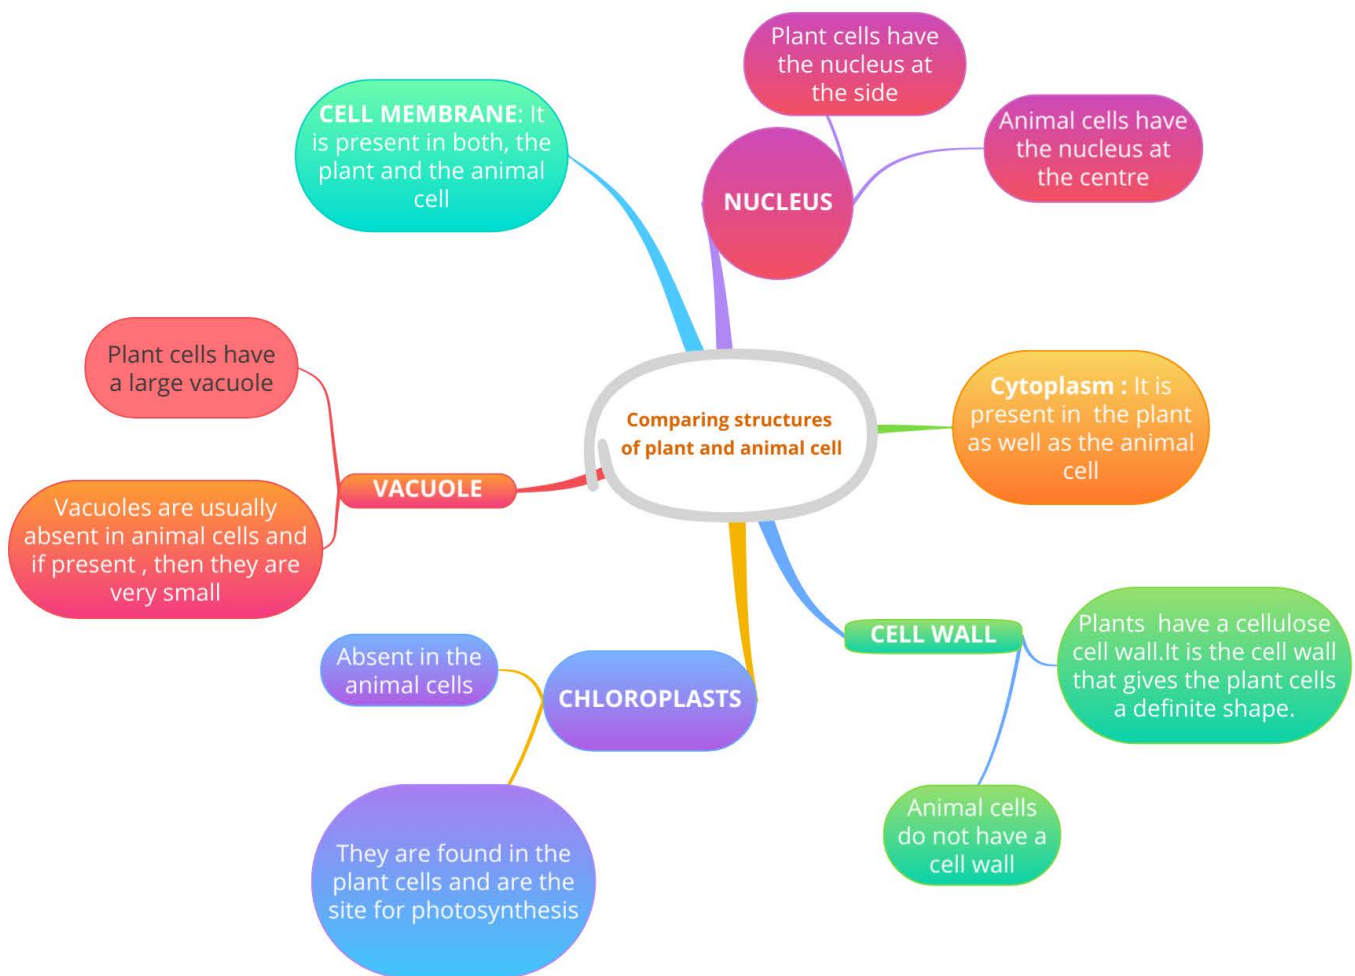 Comparing structures
of plant and animal cell
CELL MEMBRANE: It
is present in both, the
plant and the animal
cell
NUCLEUS
Plant cells have
the nucleus at
the side
Animal cells have
the nucleus at
the centre
Cytoplasm : It is
present in  the plant
as well as the animal
cell
CELL WALL
Plants  have a cellulose
cell wall.It is the cell wall
that gives the plant cells
a definite shape.
Animal cells
do not have a
cell wall
CHLOROPLASTS
Absent in the
animal cells
They are found in the
plant cells and are the
site for photosynthesis
VACUOLE
Plant cells have
a large vacuole
Vacuoles are usually
absent in animal cells and
if present , then they are
very small